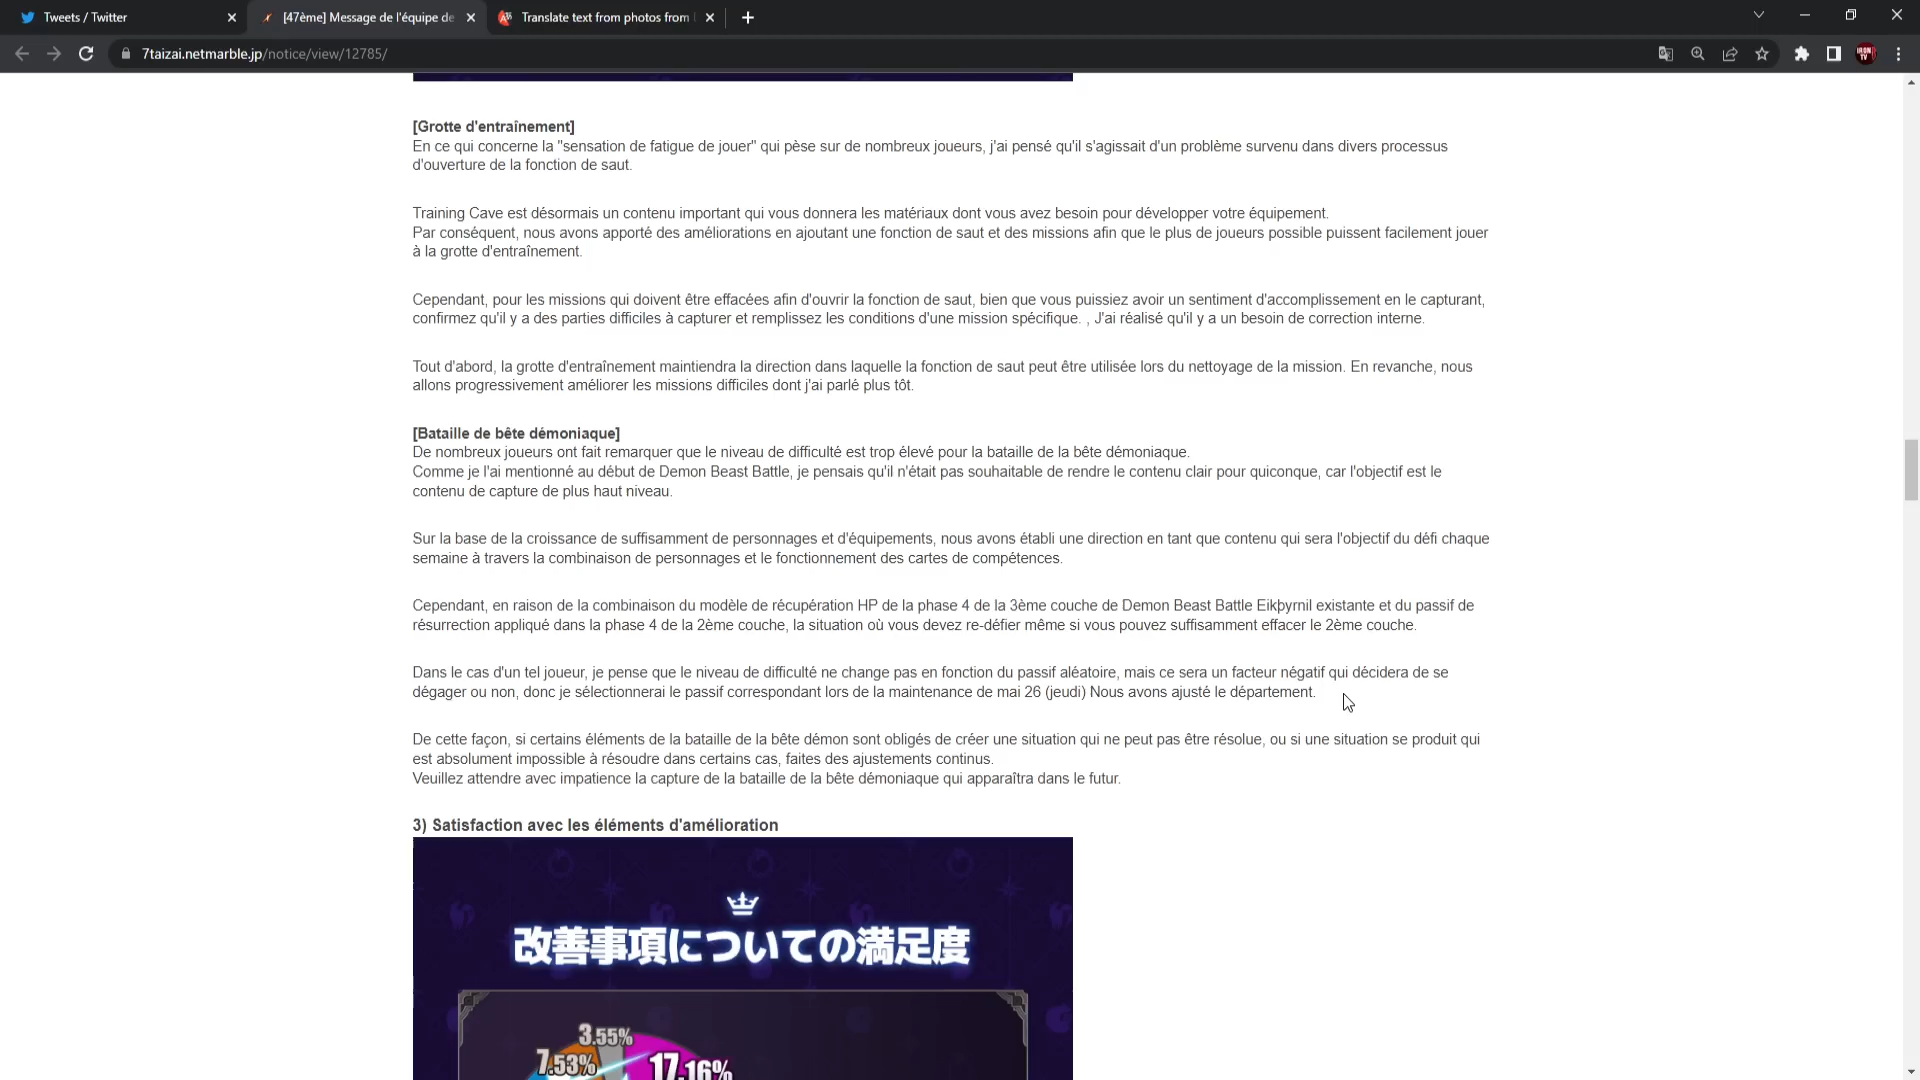 Tweets / Twitter
[47ème] Message de l'équipe de
Translate text from photos from
7taizai.netmarble.jp/notice/view/12785/
[Grotte d'entraînement]
En ce qui concerne la "sensation de fatigue de jouer" qui pèse sur de nombreux joueurs, j'ai pensé qu'il s'agissait d'un problème survenu dans divers processus
d'ouverture de la fonction de saut.
Training Cave est désormais un contenu important qui vous donnera les matériaux dont vous avez besoin pour développer votre équipement.
Par conséquent, nous avons apporté des améliorations en ajoutant une fonction de saut et des missions afin que le plus de joueurs possible puissent facilement jouer
à la grotte d'entraînement.
Cependant, pour les missions qui doivent être effacées afin d'ouvrir la fonction de saut, bien que vous puissiez avoir un sentiment d'accomplissement en le capturant,
confirmez qu'il y a des parties difficiles à capturer et remplissez les conditions d'une mission spécifique. , J'ai réalisé qu'il y a un besoin de correction interne.
Tout d'abord, la grotte d'entraînement maintiendra la direction dans laquelle la fonction de saut peut être utilisée lors du nettoyage de la mission. En revanche, nous
allons progressivement améliorer les missions difficiles dont j'ai parlé plus tôt.
[Bataille de bête démoniaque]
De nombreux joueurs ont fait remarquer que le niveau de difficulté est trop élevé pour la bataille de la bête démoniaque.
Comme je l'ai mentionné au début de Demon Beast Battle, je pensais qu'il n'était pas souhaitable de rendre le contenu clair pour quiconque, car l'objectif est le
contenu de capture de plus haut niveau.
Sur la base de la croissance de suffisamment de personnages et d'équipements, nous avons établi une direction en tant que contenu qui sera l'objectif du défi chaque
semaine à travers la combinaison de personnages et le fonctionnement des cartes de compétences.
Cependant, en raison de la combinaison du modèle de récupération HP de la phase 4 de la 3ème couche de Demon Beast Battle Eikþyrnil existante et du passif de
résurrection appliqué dans la phase 4 de la 2ème couche, la situation où vous devez re-défier même si vous pouvez suffisamment effacer le 2ème couche.
Dans le cas d'un tel joueur, je pense que le niveau de difficulté ne change pas en fonction du passif aléatoire, mais ce sera un facteur négatif qui décidera de se
dégager ou non, donc je sélectionnerai le passif correspondant lors de la maintenance de mai 26 (jeudi) Nous avons ajusté le département.
De cette façon, si certains éléments de la bataille de la bête démon sont obligés de créer une situation qui ne peut pas être résolue, ou si une situation se produit qui
est absolument impossible à résoudre dans certains cas, faites des ajustements continus.
Veuillez attendre avec impatience la capture de la bataille de la bête démoniaque qui apparaîtra dans le futur.
3) Satisfaction avec les éléments d'amélioration
改善事項についての満足度
3.55%
7.53%
17.16%